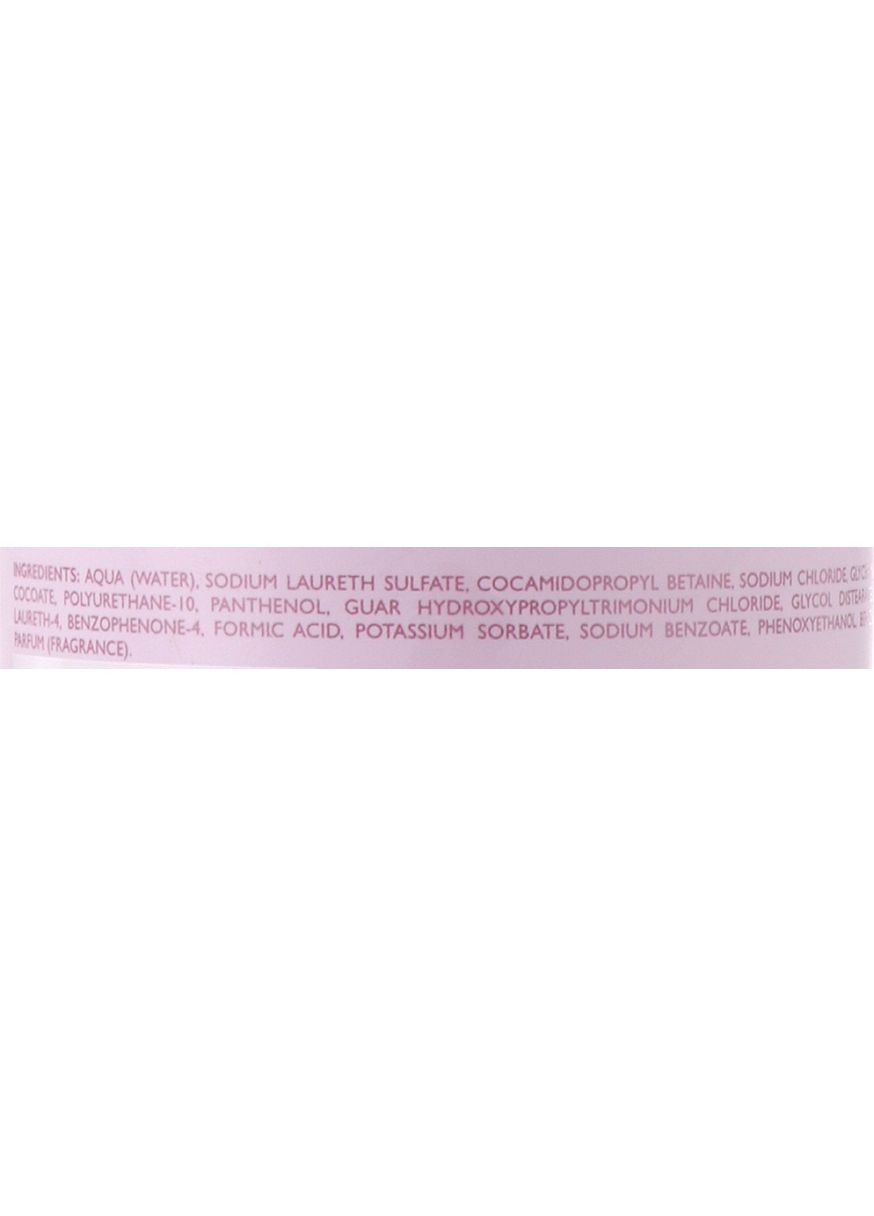 INGREDIENTS: AQUA (WATER), SODIUM LAURETH SULFATE, COCAMIDOPROPYL BETAINE, SODIUM CHLORIDE,
COCOATE, POLYURETHANE-10, PANTHENOL, GUAR HYDROXYPROPYLTRIMONIUM CHLORIDE, GLYCOL
LAURETH-4, BENZOPHENONE-4, FORMIC ACID, POTASSIUM SORBATE, SODIUM BENZOATE, PHENOXYETHANOL
PARFUM (FRAGRANCE).